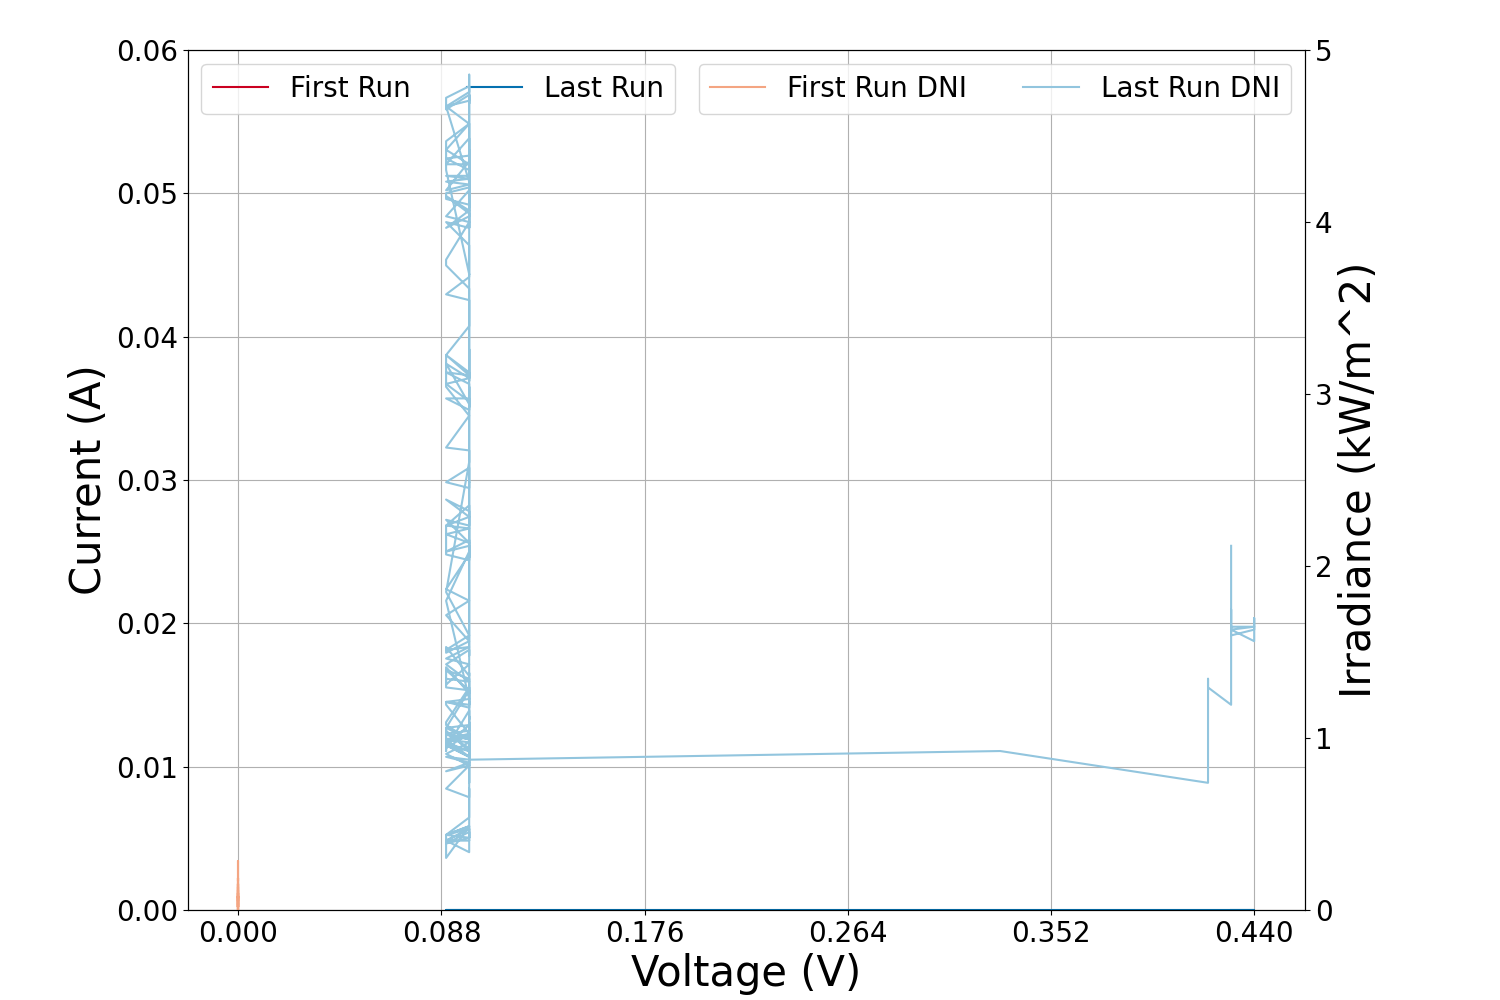 First Run
Last Run
First Run DNI
Last Run DNI
Current (A)
0.06
0.05
0.04
0.03
0.02
0.01
0.00
0.000
0.088
0.176
0.264
0.352
0.440
Voltage (V)
5
4
3
2
1
0
Irradiance (kW/m^2)